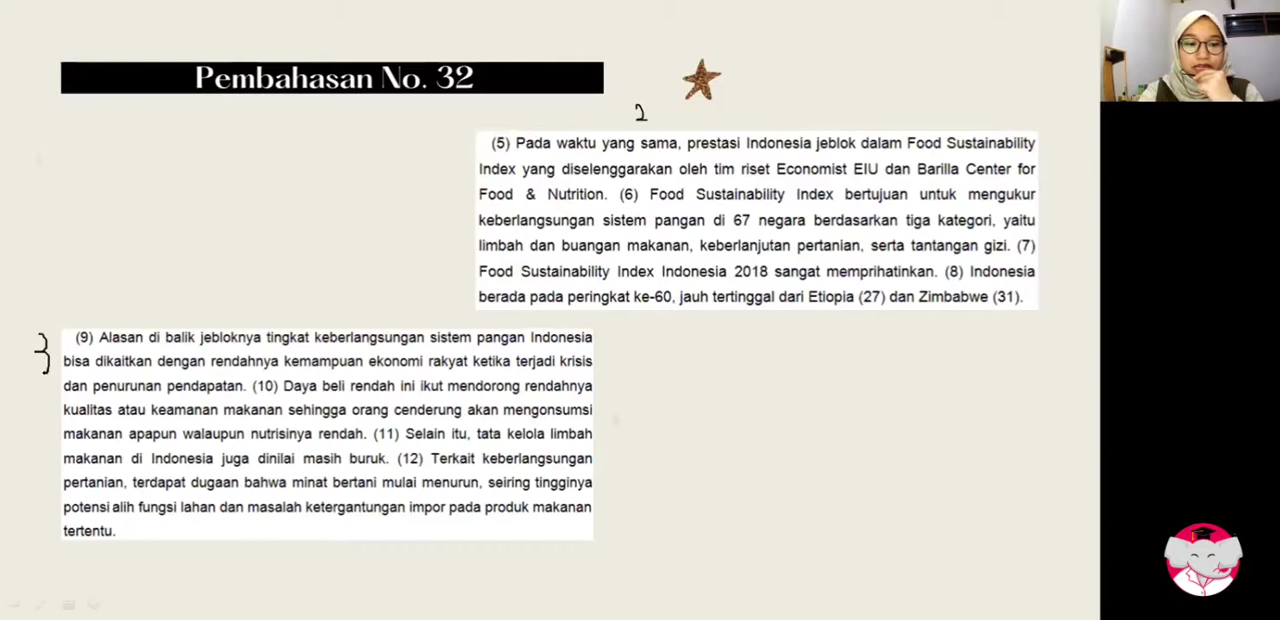 Pembahasan No. 32
2
(5) Pada waktu yang sama, prestasi Indonesia jeblok dalam Food Sustainability
Index yang diselenggarakan oleh tim riset Economist EIU dan Barilla Center for
Food & Nutrition. (6) Food Sustainability Index bertujuan untuk mengukur
keberlangsungan sistem pangan di 67 negara berdasarkan tiga kategori, yaitu
limbah dan buangan makanan, keberlanjutan pertanian, serta tantangan gizi. (7)
Food Sustainability Index Indonesia 2018 sangat memprihatinkan. (8) Indonesia
berada pada peringkat ke-60, jauh tertinggal dari Etiopia (27) dan Zimbabwe (31).
3
(9) Alasan di balik jebloknya tingkat keberlangsungan sistem pangan Indonesia
bisa dikaitkan dengan rendahnya kemampuan ekonomi rakyat ketika terjadi krisis
dan penurunan pendapatan. (10) Daya beli rendah ini ikut mendorong rendahnya
kualitas atau keamanan makanan sehingga orang cenderung akan mengonsumsi
makanan apapun walaupun nutrisinya rendah. (11) Selain itu, tata kelola limbah
makanan di Indonesia juga dinilai masih buruk. (12) Terkait keberlangsungan
pertanian, terdapat dugaan bahwa minat bertani mulai menurun, seiring tingginya
potensi alih fungsi lahan dan masalah ketergantungan impor pada produk makanan
tertentu.